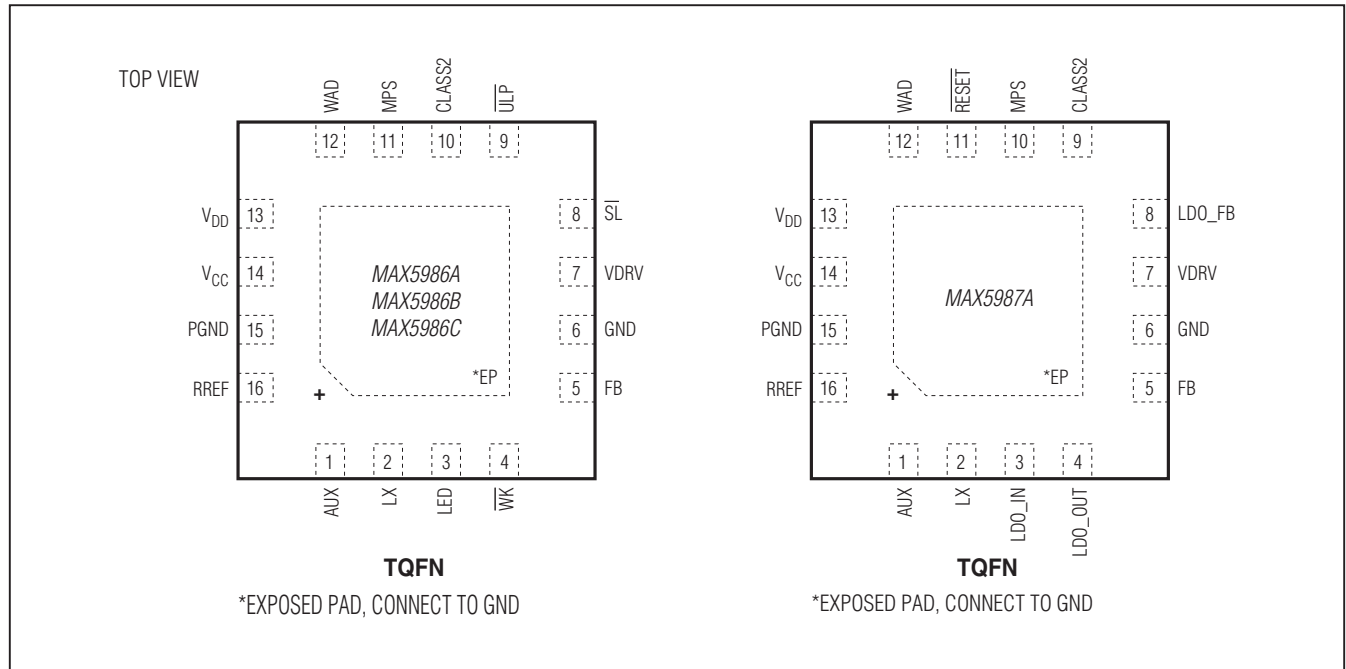 TOP VIEW
WAD
MPS
CLASS2
ULP
12
11
10
9
VDD 13
VCC 14
PGND 15
RREF 16
8 SL
7 VDRV
6 GND
5 FB
MAX5986A
MAX5986B
MAX5986C
*EP
+
1
2
3
4
AUX
LX
LED
WK
TQFN
*EXPOSED PAD, CONNECT TO GND
WAD
RESET
MPS
CLASS2
12
11
10
9
VDD 13
VCC 14
PGND 15
RREF 16
8 LDO_FB
7 VDRV
6 GND
5 FB
MAX5987A
*EP
+
1
2
3
4
AUX
LX
LDO_IN
LDO_OUT
TQFN
*EXPOSED PAD, CONNECT TO GND